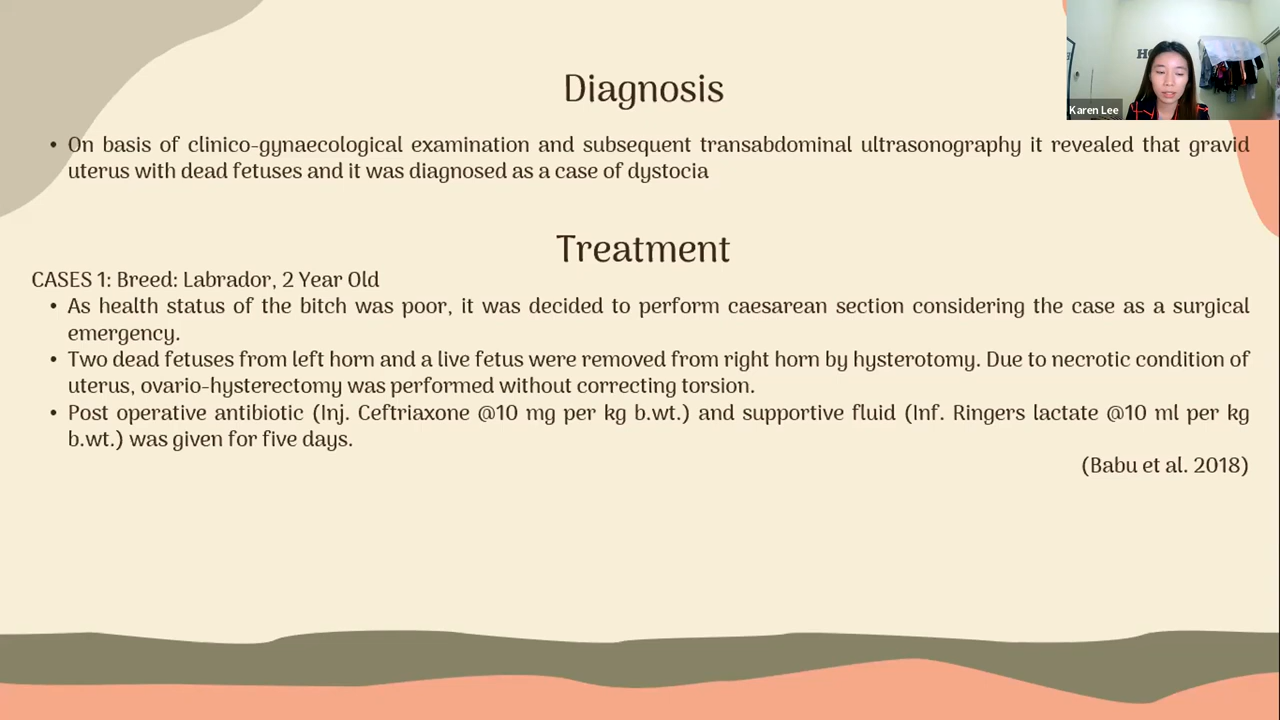 Diagnosis
• On basis of clinico-gynaecological examination and subsequent transabdominal ultrasonography it revealed that gravid
uterus with dead fetuses and it was diagnosed as a case of dystocia
Treatment
CASES 1: Breed: Labrador, 2 Year Old
• As health status of the bitch was poor, it was decided to perform caesarean section considering the case as a surgical
emergency.
• Two dead fetuses from left horn and a live fetus were removed from right horn by hysterotomy. Due to necrotic condition of
uterus, ovario-hysterectomy was performed without correcting torsion.
• Post operative antibiotic (Inj. Ceftriaxone @10 mg per kg b.wt.) and supportive fluid (Inf. Ringers lactate @10 ml per kg
b.wt.) was given for five days.
(Babu et al. 2018)
Karen Lee